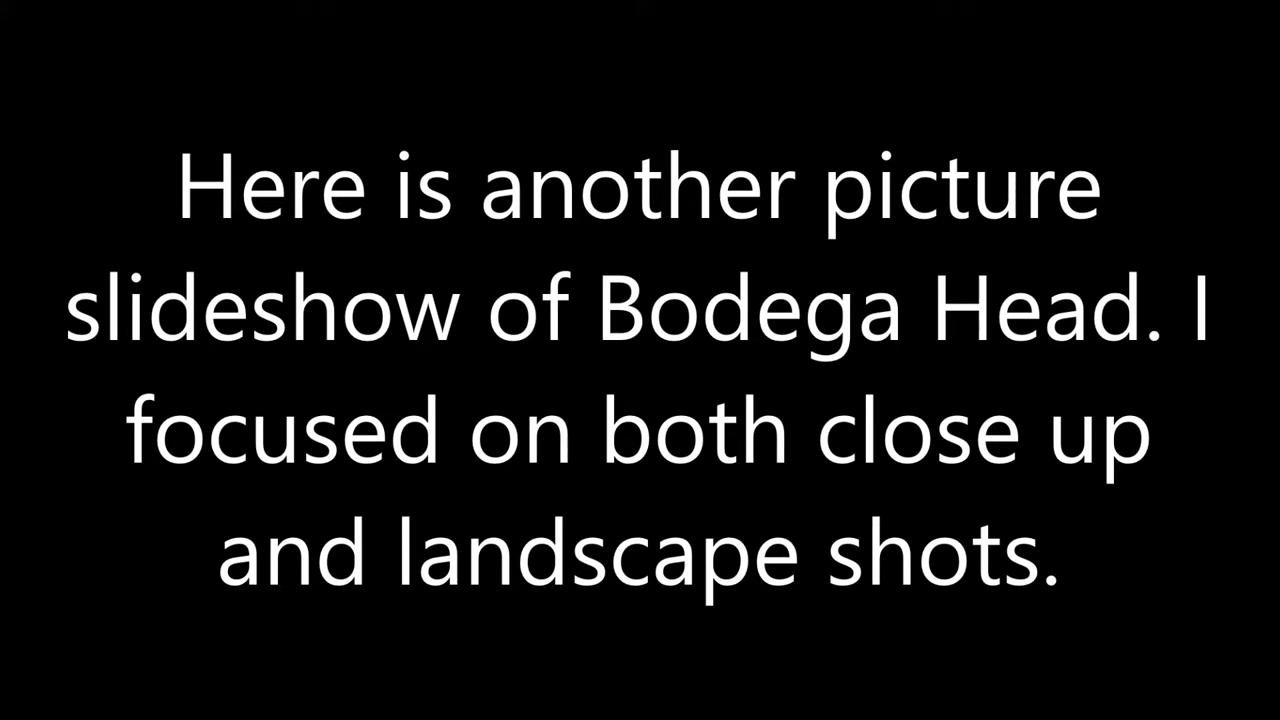 Here is another picture
slideshow of Bodega Head. I
focused on both close up
and landscape shots.